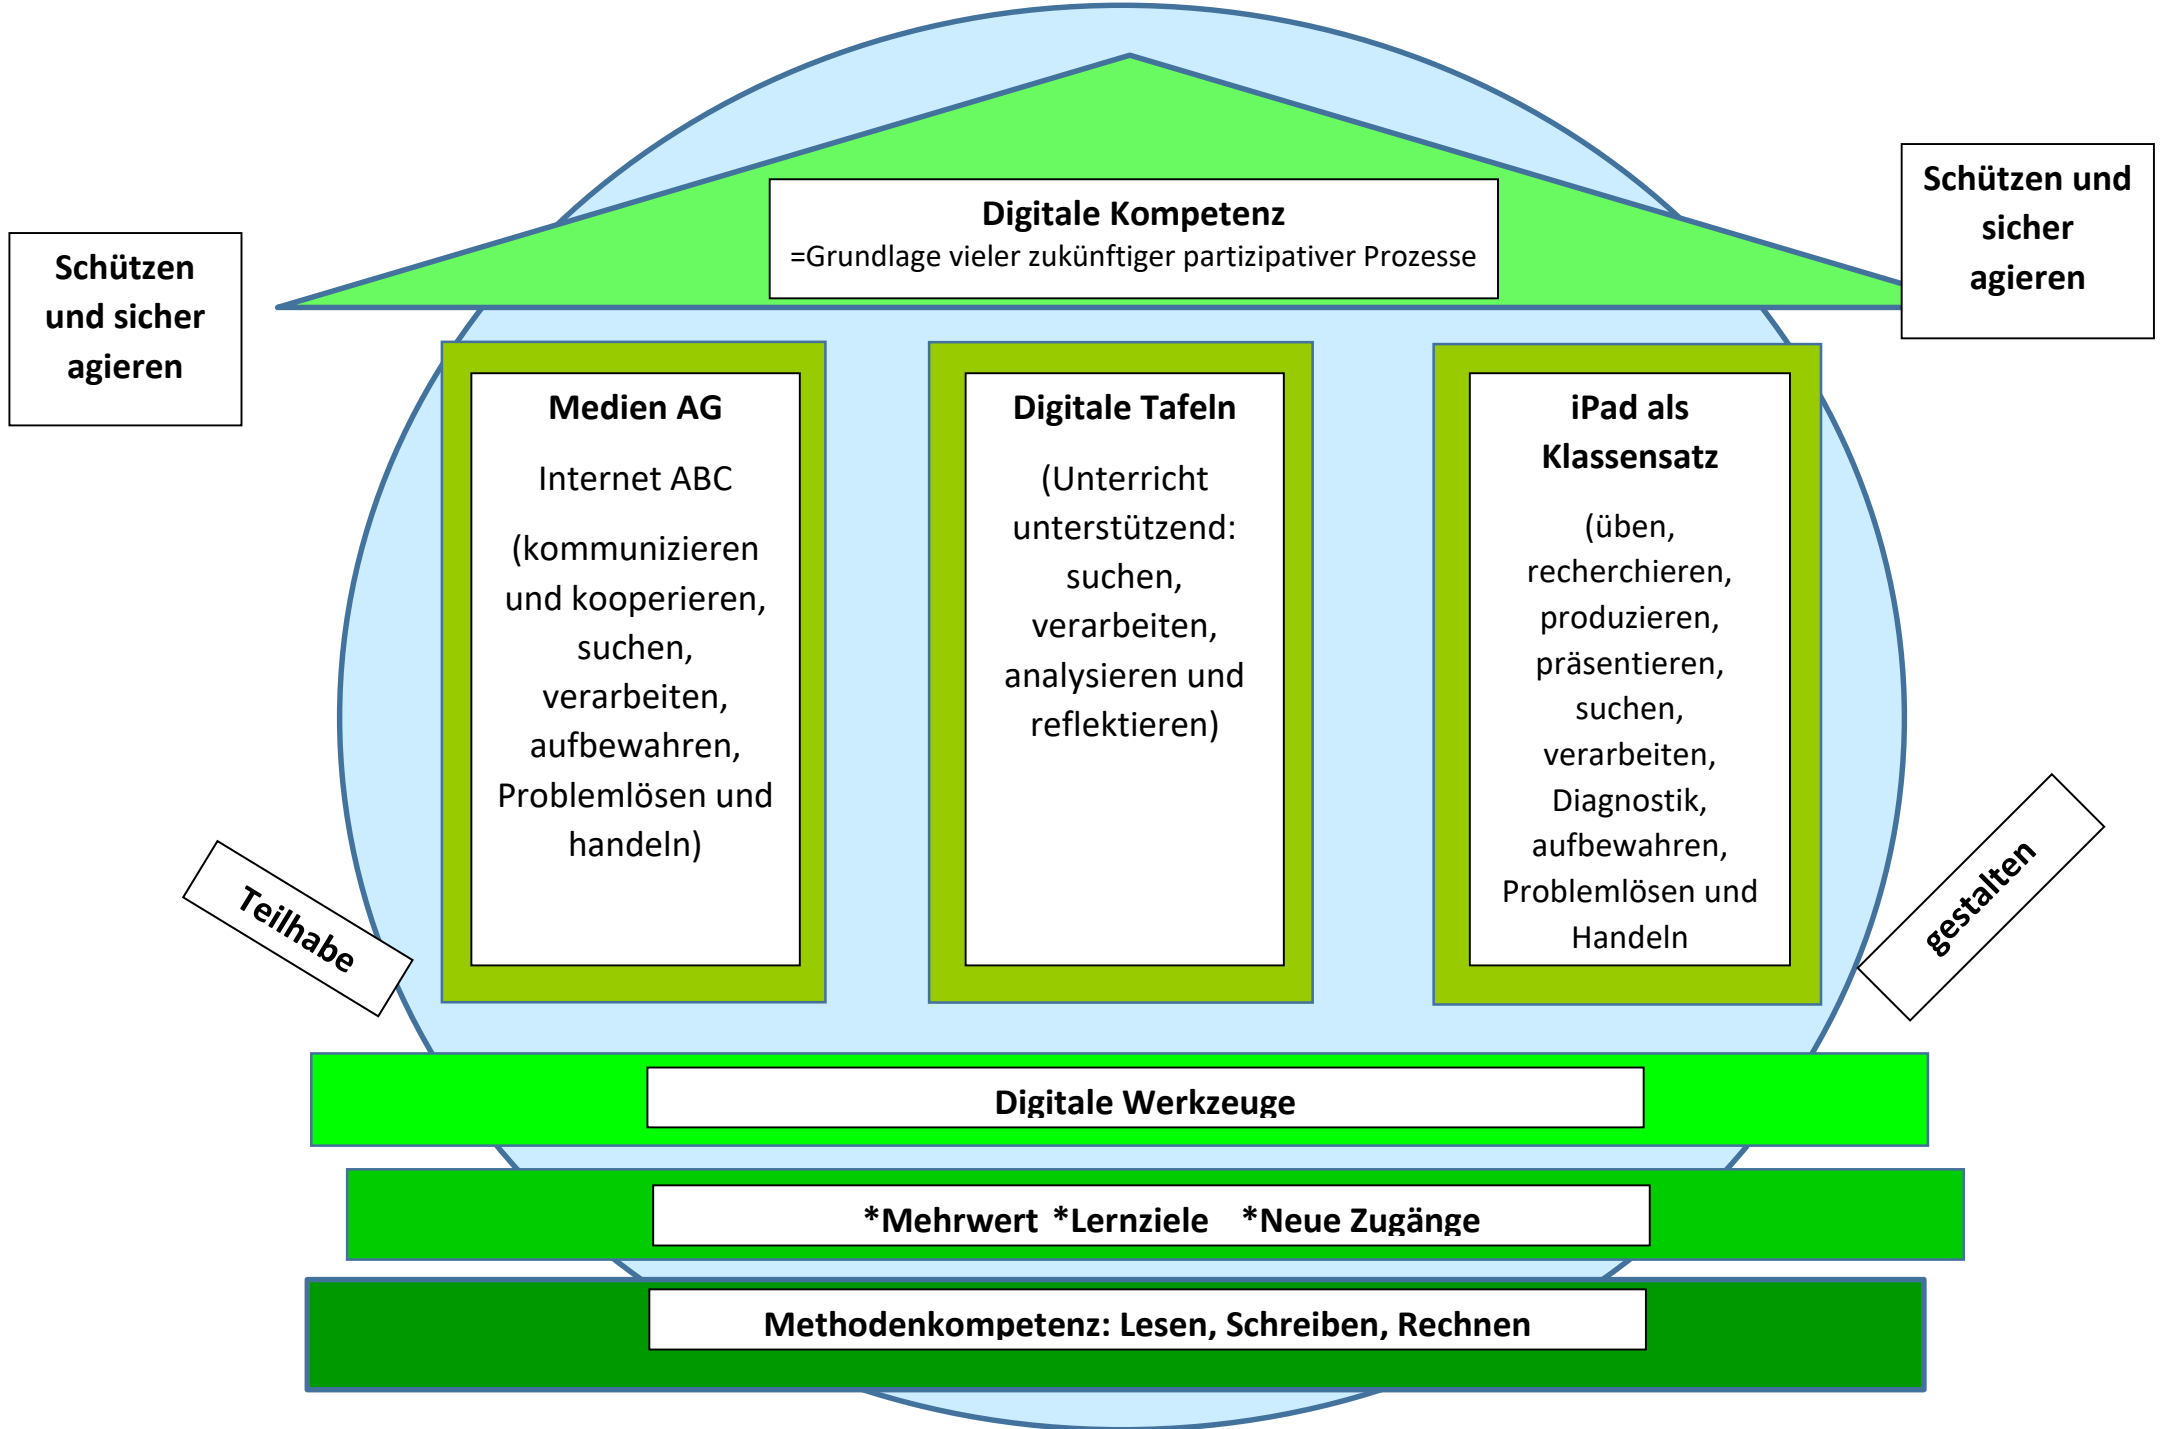 Digitale Kompetenz
=Grundlage vieler zukünftiger partizipativer Prozesse
Schützen und
sicher
agieren
Schützen
und sicher
agieren
Medien AG
Internet ABC
(kommunizieren
und kooperieren,
suchen,
verarbeiten,
aufbewahren,
Problemlösen und
handeln)
Digitale Tafeln
(Unterricht
unterstützend:
suchen,
verarbeiten,
analysieren und
reflektieren)
iPad als
Klassensatz
(üben,
recherchieren,
produzieren,
präsentieren,
suchen,
verarbeiten,
Diagnostik,
aufbewahren,
Problemlösen und
Handeln
Teilhabe
gestalten
Digitale Werkzeuge
*Mehrwert *Lernziele *Neue Zugänge
Methodenkompetenz: Lesen, Schreiben, Rechnen